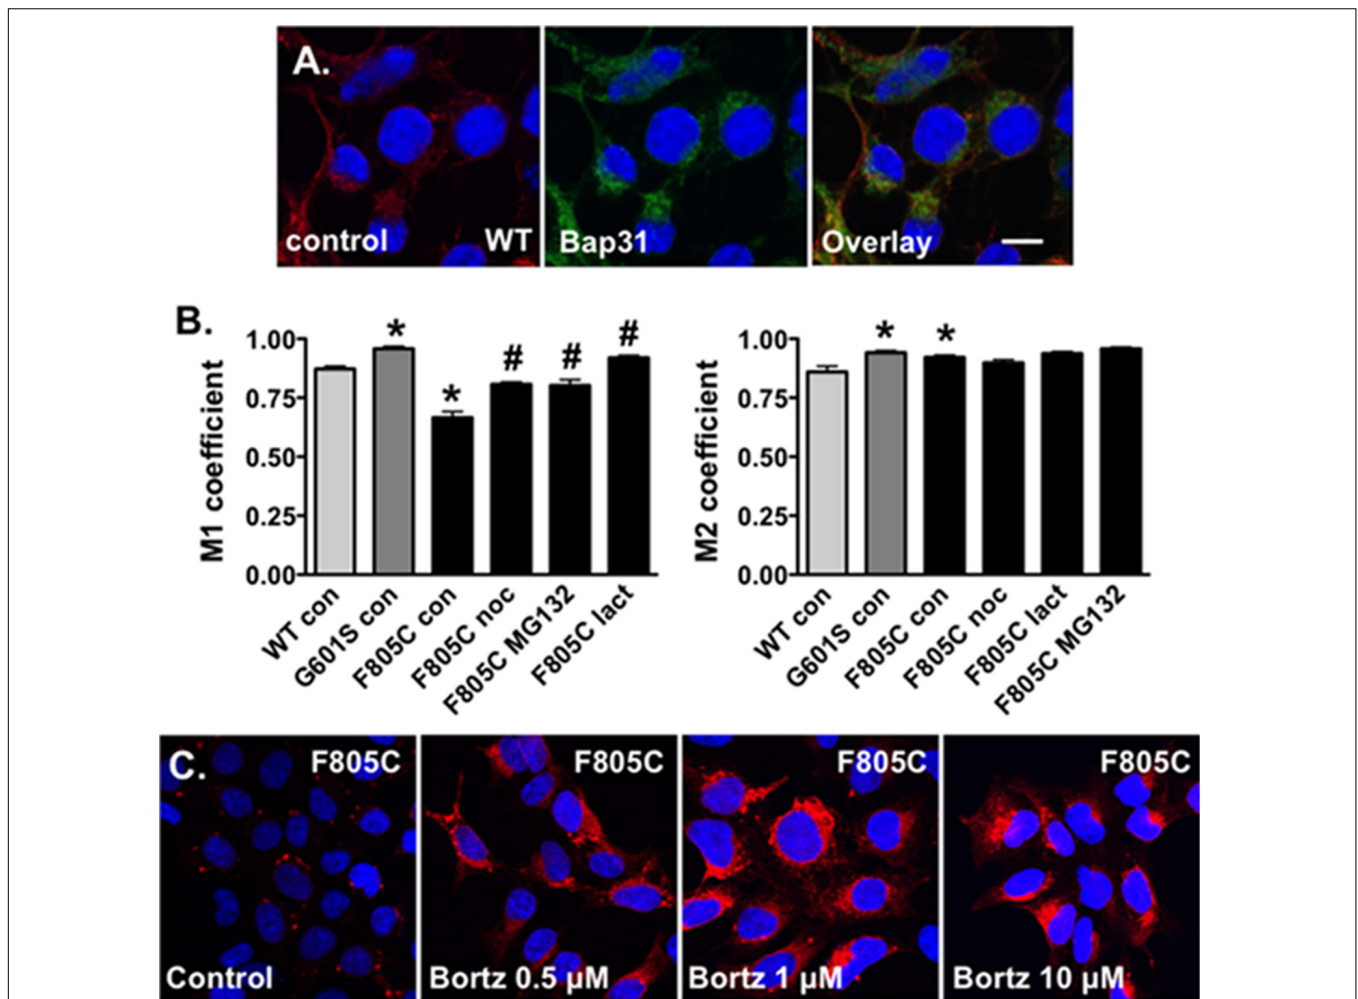 A.
control WT
Bap31
Overlay
B.
M1 coefficient
1.00
0.75
0.50
0.25
0.00
* * # # #
WT con
G601S con
F805C con
F805C noc
F805C MG132
F805C lact
M2 coefficient
1.00
0.75
0.50
0.25
0.00
* *
WT con
G601S con
F805C con
F805C noc
F805C lact
F805C MG132
C.
F805C
Control
F805C
Bortz 0.5 µM
F805C
Bortz 1 µM
F805C
Bortz 10 µM